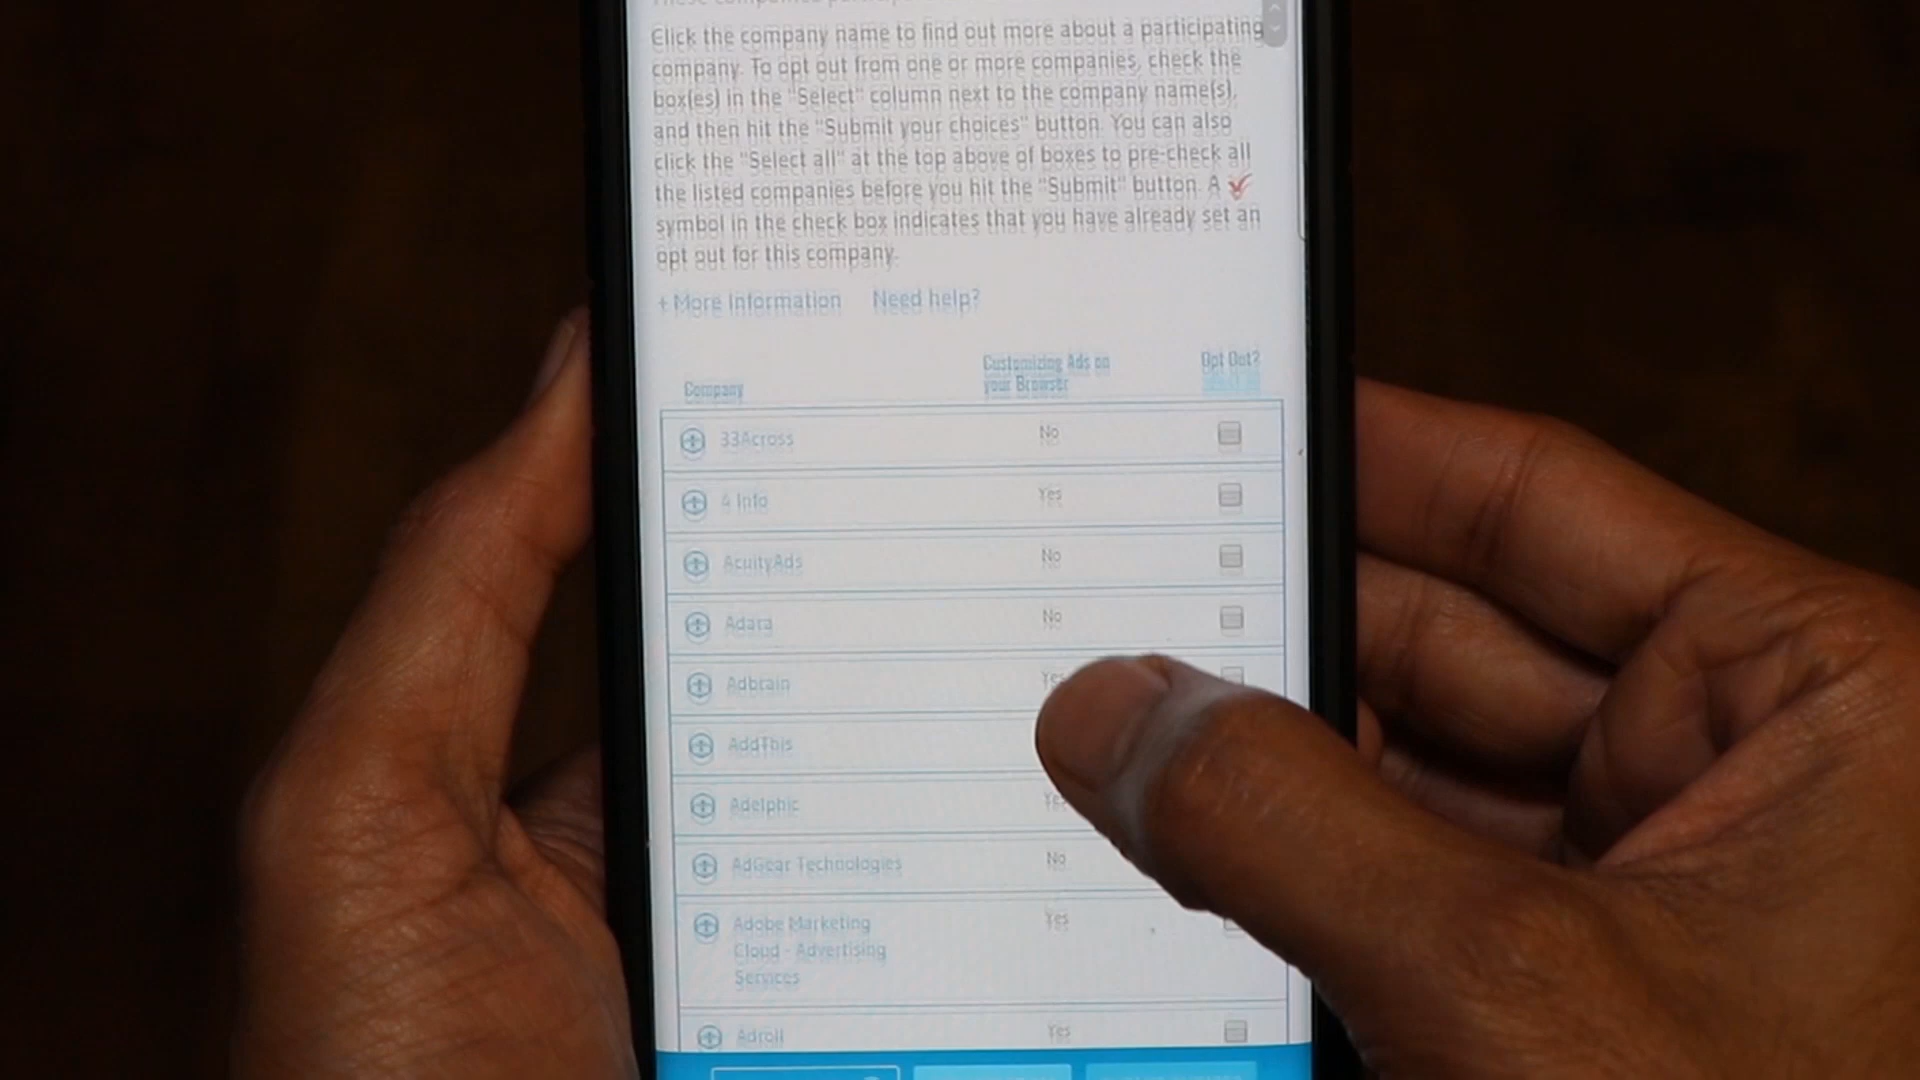 Click the company name to find out more about a participating
company. To opt out from one or more companies, check the
box(es) in the "Select" column next to the company name(s),
and then hit the "Submit your choices" button. You can also
click the "Select all" at the top above of boxes to pre-check all
the listed companies before you hit the "Submit" button. A
symbol in the check box indicates that you have already set an
opt out for this company.
+ More Information Need help?
Company Customizing Ads on your Browser Opt Out?
33Across No
4 Info Yes
AcuityAds No
Adara No
Adbrain Yes
AddThis
Adelphic Yes
AdGear Technologies No
Adobe Marketing Yes
Cloud - Advertising
Services
Adroll Yes